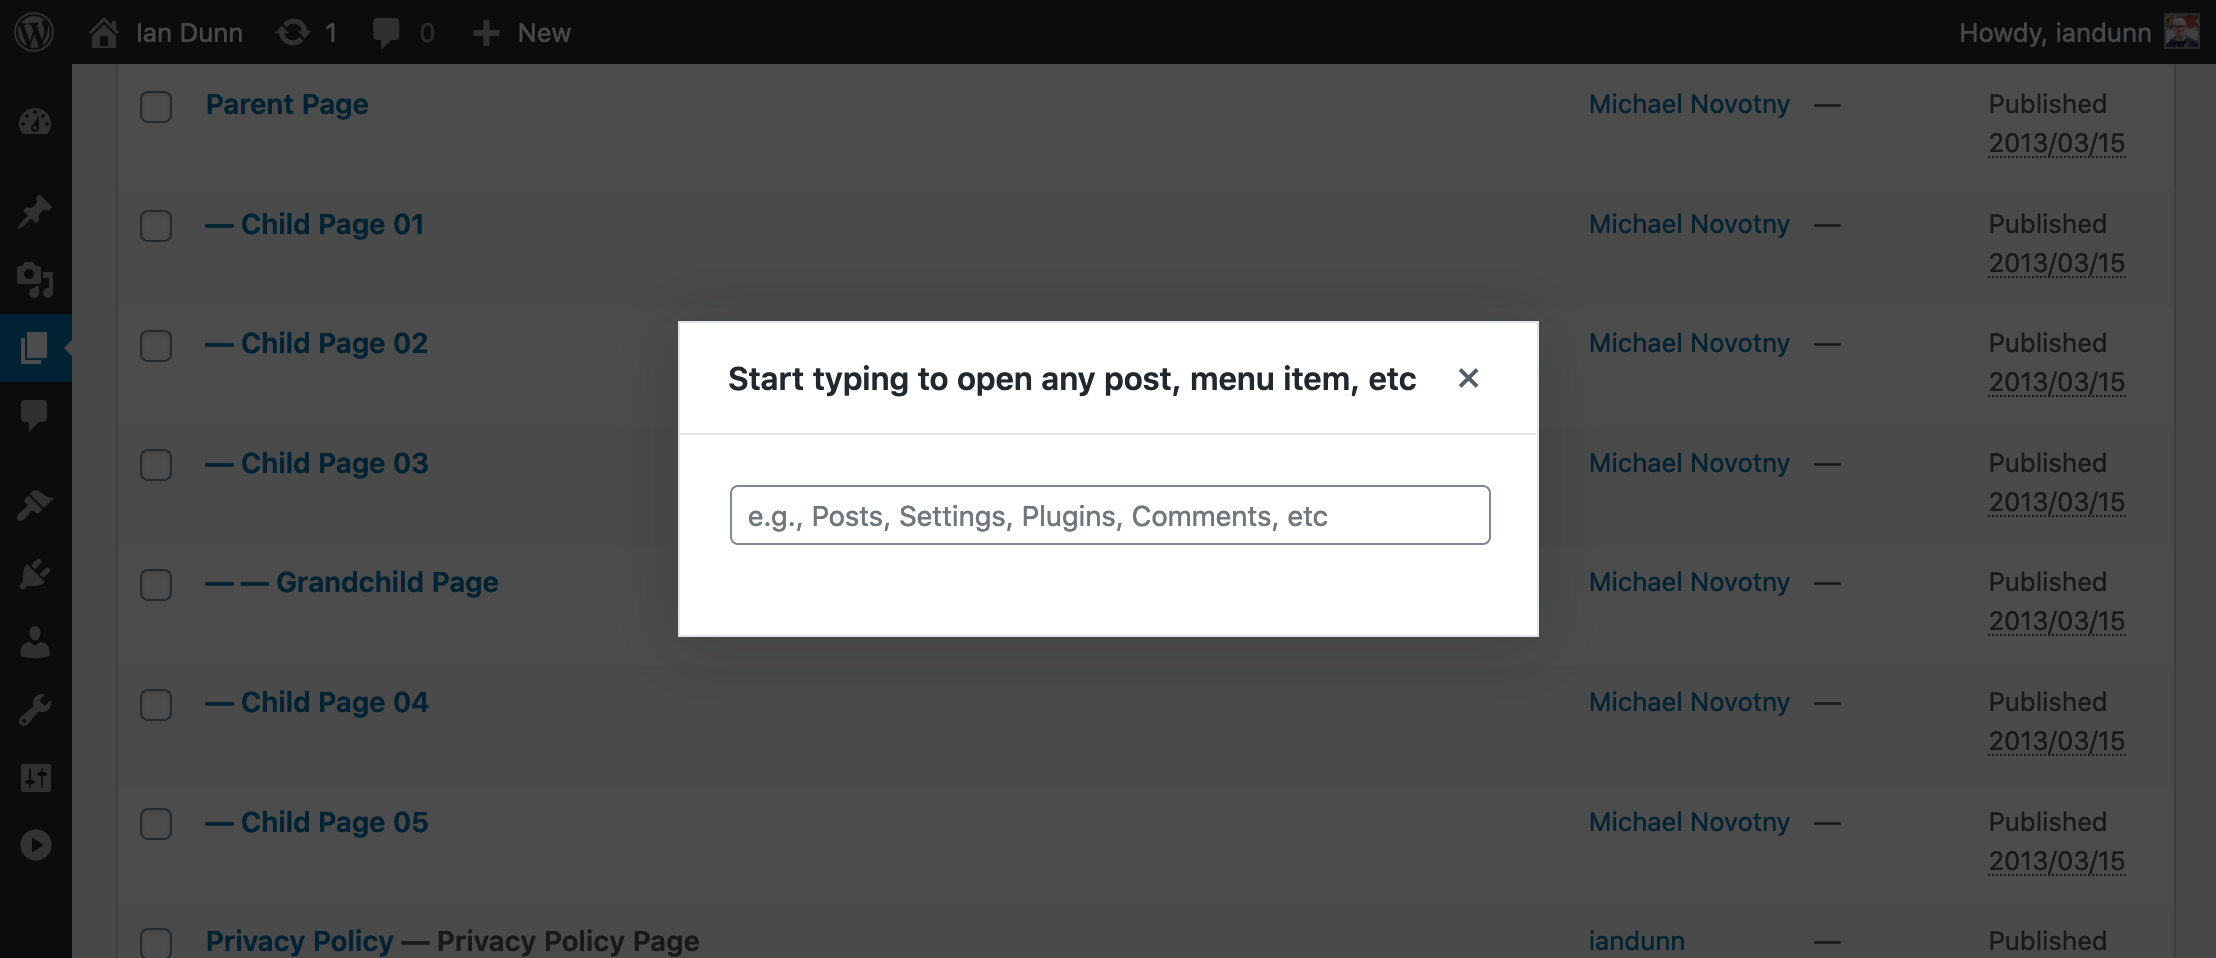 Ian Dunn 1 0 New Howdy, iandunn
Parent Page Michael Novotny — Published
2013/03/15
— Child Page 01 Michael Novotny — Published
2013/03/15
— Child Page 02 Michael Novotny — Published
2013/03/15
Start typing to open any post, menu item, etc
— Child Page 03 Michael Novotny — Published
2013/03/15
e.g., Posts, Settings, Plugins, Comments, etc
— — Grandchild Page Michael Novotny — Published
2013/03/15
— Child Page 04 Michael Novotny — Published
2013/03/15
— Child Page 05 Michael Novotny — Published
2013/03/15
Privacy Policy — Privacy Policy Page iandunn — Published